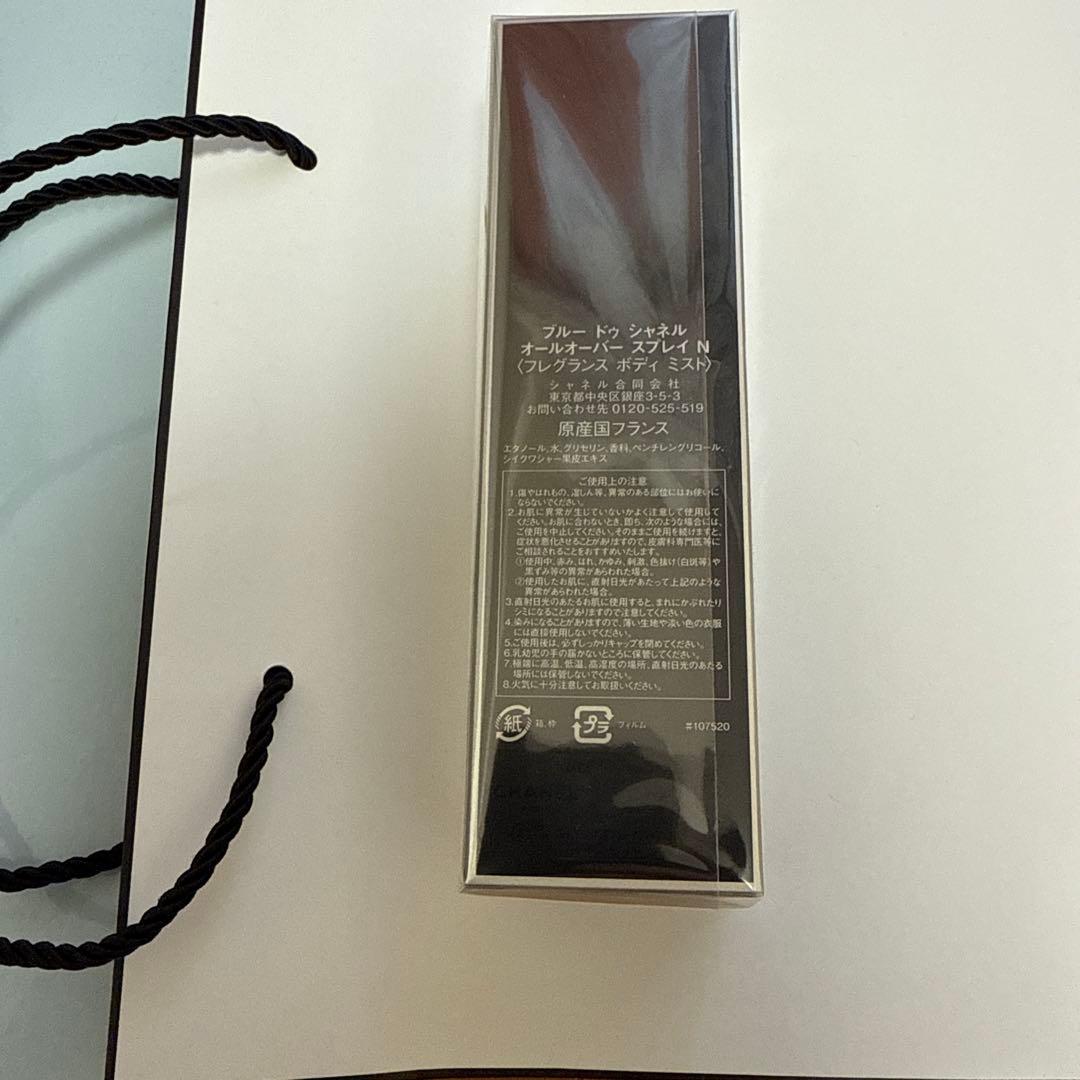 ブルー ドゥ シャネル
オールオーバー スプレイ N
〈フレグランス ボディ ミスト〉
シャネル合同会社
東京都中央区銀座3-5-3
お問い合わせ先 0120-525-519
原産国フランス
エタノール、水、グリセリン、香料、ペンチレングリコール、
シイクワシャー果皮エキス
ご使用上の注意
1.傷やはれもの、湿しん等、異常のある部位にはお使いに
ならないでください。
2.お肌に異常が生じていないかよく注意して使用して
ください。お肌に合わないとき、即ち、次のような場合には、
ご使用を中止してください。そのままご使用を続けますと、
症状を悪化させることがありますので、皮膚科専門医等に
ご相談されることをおすすめいたします。
①使用中、赤み、はれ、かゆみ、刺激、色抜け(白斑等)や
黒ずみ等の異常があらわれた場合。
②使用したお肌に、直射日光があたって上記のような
異常があらわれた場合。
3.直射日光のあたるお肌に使用すると、まれにかぶれたり
シミになることがありますので注意してください。
4.染みになることがありますので、薄い生地や淡い色の衣服
には直接使用しないでください。
5.ご使用後は、必ずしっかりキャップを閉めてください。
6.乳幼児の手の届かないところに保管してください。
7.極端に高温、低温、高湿度の場所、直射日光のあたる
場所には保管しないでください。
8.火気に十分注意してお取扱いください。
紙 箱、枠 プラ フィルム #107520
CHANEL